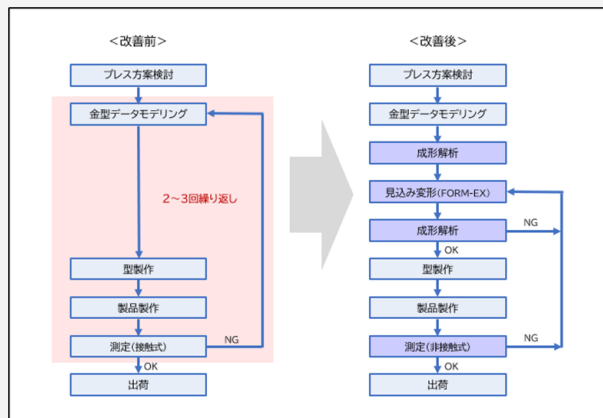 <改善前>
プレス方案検討
金型データモデリング
2～3回繰り返し
型製作
製品製作
測定(接触式)
NG
OK
出荷
<改善後>
プレス方案検討
金型データモデリング
成形解析
見込み変形(FORM-EX)
成形解析
NG
OK
型製作
製品製作
測定(非接触式)
NG
OK
出荷